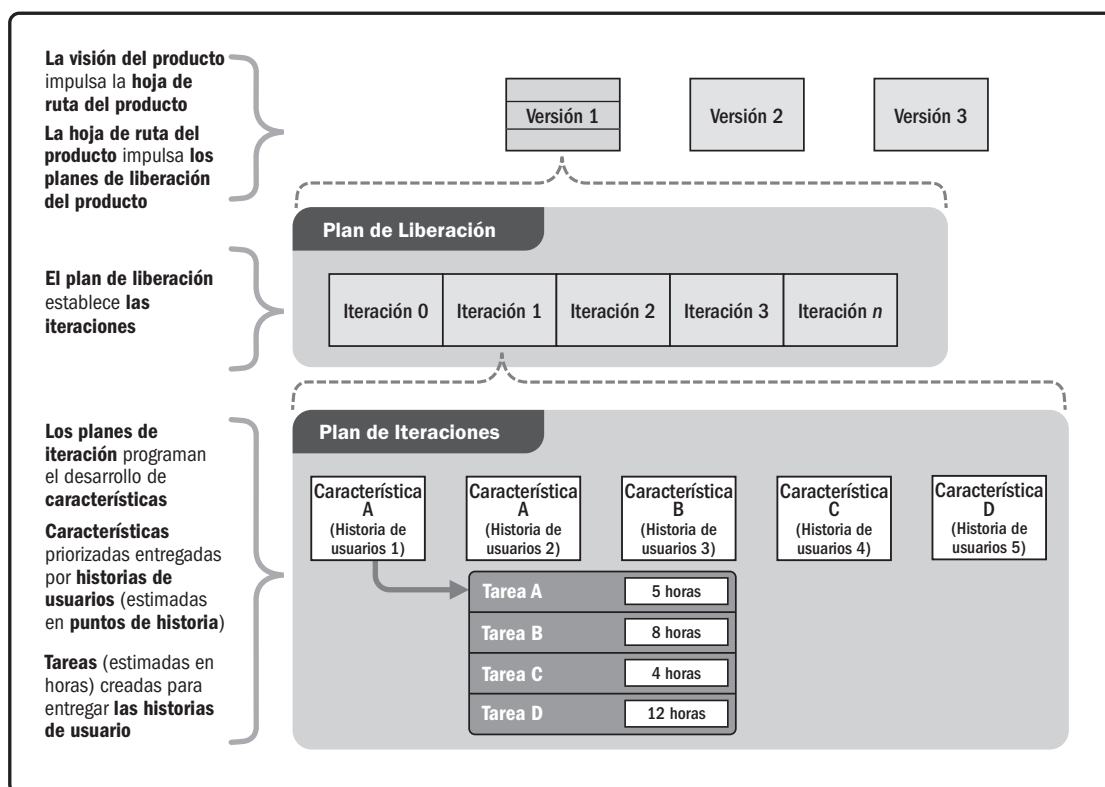 La visión del producto
impulsa la hoja de
ruta del producto
La hoja de ruta del
producto impulsa los
planes de liberación
del producto
Versión 1
Versión 2
Versión 3
Plan de Liberación
El plan de liberación
establece las
iteraciones
Iteración 0
Iteración 1
Iteración 2
Iteración 3
Iteración n
Plan de Iteraciones
Los planes de
iteración programan
el desarrollo de
características
Características
priorizadas entregadas
por historias de
usuarios (estimadas
en puntos de historia)
Tareas (estimadas en
horas) creadas para
entregar las historias
de usuario
Característica
A
(Historia de
usuarios 1)
Característica
A
(Historia de
usuarios 2)
Característica
B
(Historia de
usuarios 3)
Característica
C
(Historia de
usuarios 4)
Característica
D
(Historia de
usuarios 5)
Tarea A
5 horas
Tarea B
8 horas
Tarea C
4 horas
Tarea D
12 horas